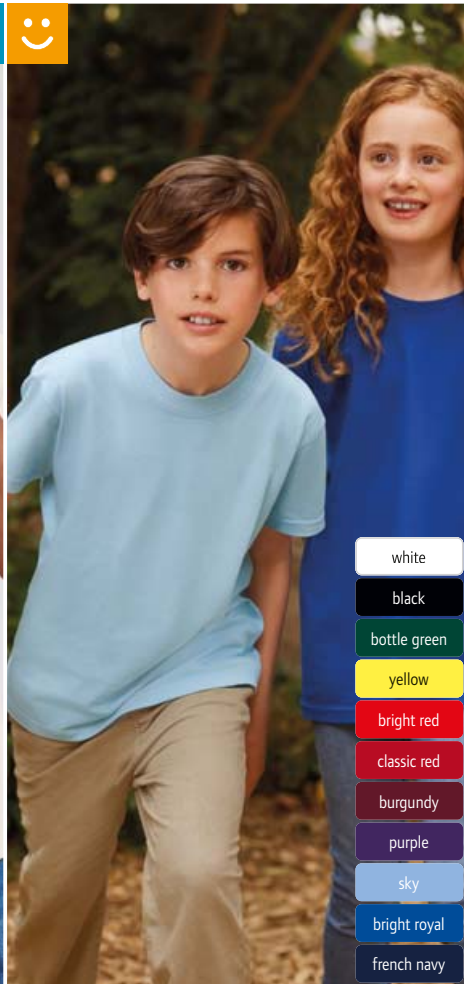 white
black
bottle green
yellow
bright red
classic red
burgundy
purple
sky
bright royal
french navy